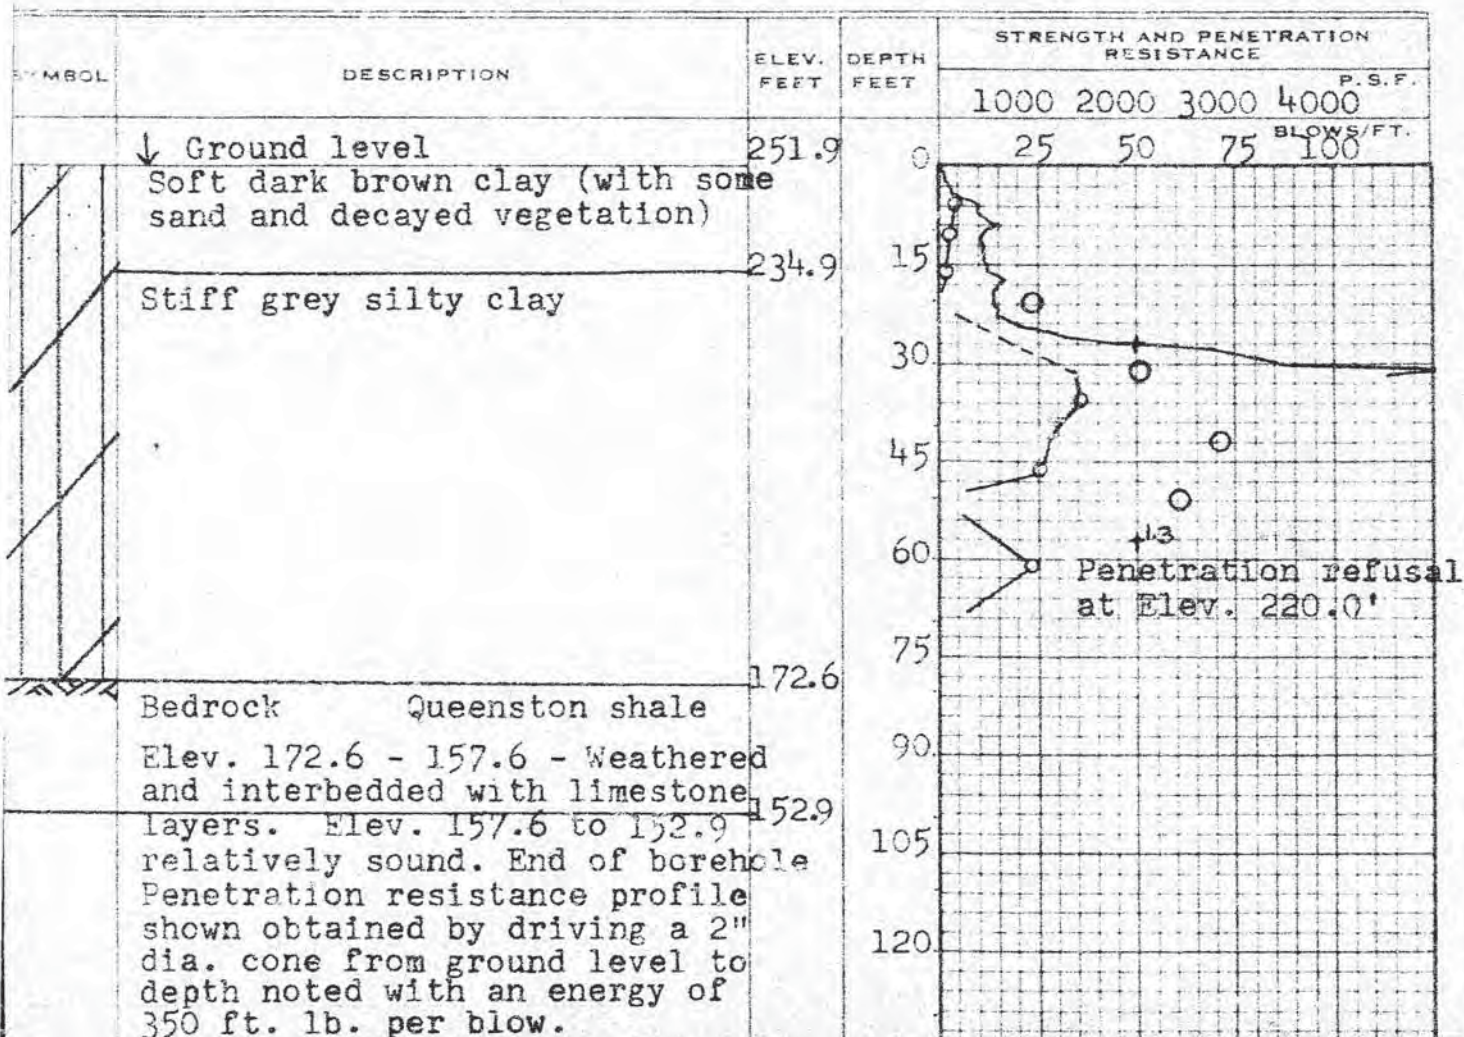 STRENGTH AND PENETRATION
RESISTANCE
DESCRIPTION
ELEV.
FEET
DEPTH
FEET
P.S.F.
1000 2000 3000 4000
BLOWS/FT.
25 50 75 100
↓ Ground level
251.9
0
Soft dark brown clay (with some
sand and decayed vegetation)
234.9
15
Stiff grey silty clay
30
45
60
1.3
Penetration refusal
at Elev. 220.0'
75
172.6
Bedrock Queenston shale
Elev. 172.6 - 157.6 - Weathered
and interbedded with limestone
90
152.9
layers. Elev. 157.6 to 152.9
relatively sound. End of borehole
105
Penetration resistance profile
shown obtained by driving a 2"
dia. cone from ground level to
120
depth noted with an energy of
350 ft. lb. per blow.